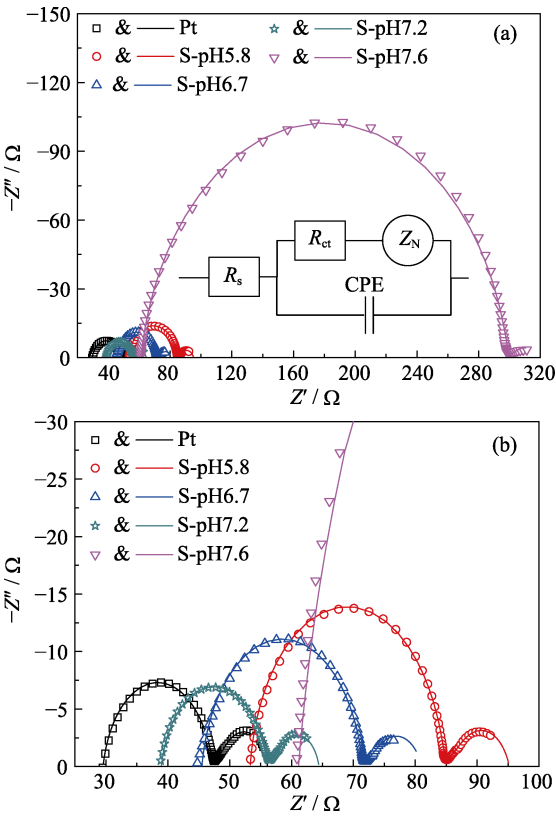 −150
−120
−90
−60
−30
0
−Z″ / Ω
& Pt
& S-pH5.8
& S-pH6.7
& S-pH7.2
& S-pH7.6
(a)
Rs
Rct
ZN
CPE
40 80 120 160 200 240 280 320
Z′ / Ω
−30
−25
−20
−15
−10
−5
0
−Z″ / Ω
& Pt
& S-pH5.8
& S-pH6.7
& S-pH7.2
& S-pH7.6
(b)
30 40 50 60 70 80 90 100
Z′ / Ω